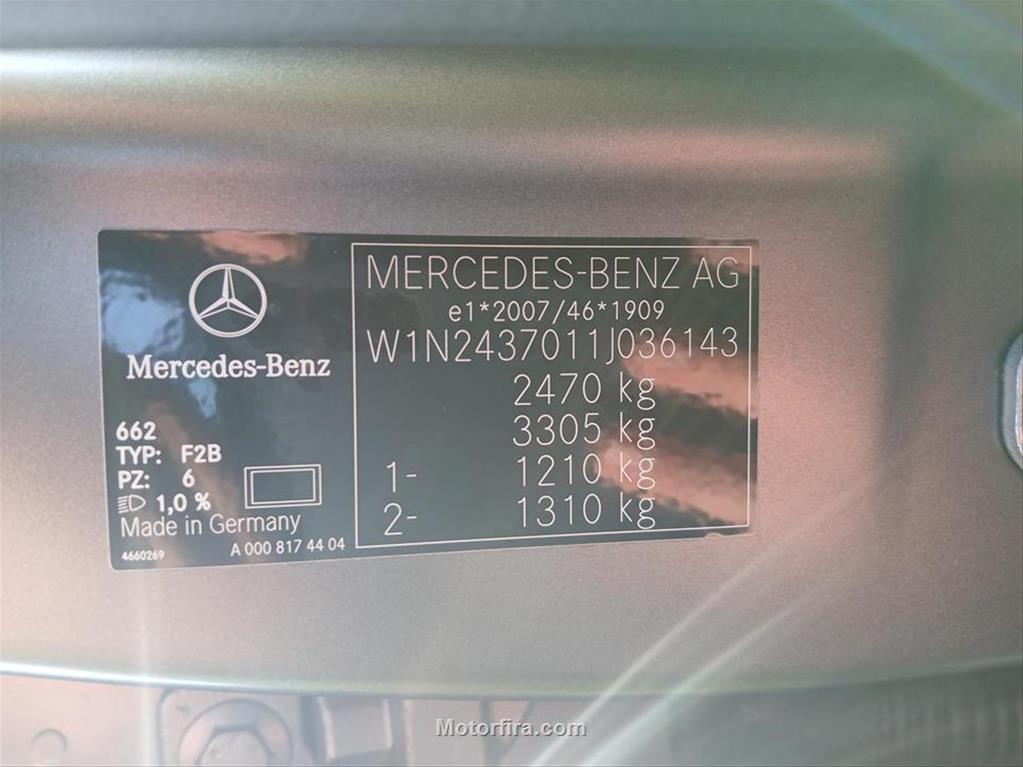 Mercedes-Benz
662
TYP: F2B
PZ: 6
1,0 %
Made in Germany
4660269 A 000 817 44 04
MERCEDES-BENZ AG
e1*2007/46*1909
W1N2437011J036143
2470 kg
3305 kg
1- 1210 kg
2- 1310 kg
Motorfira.com